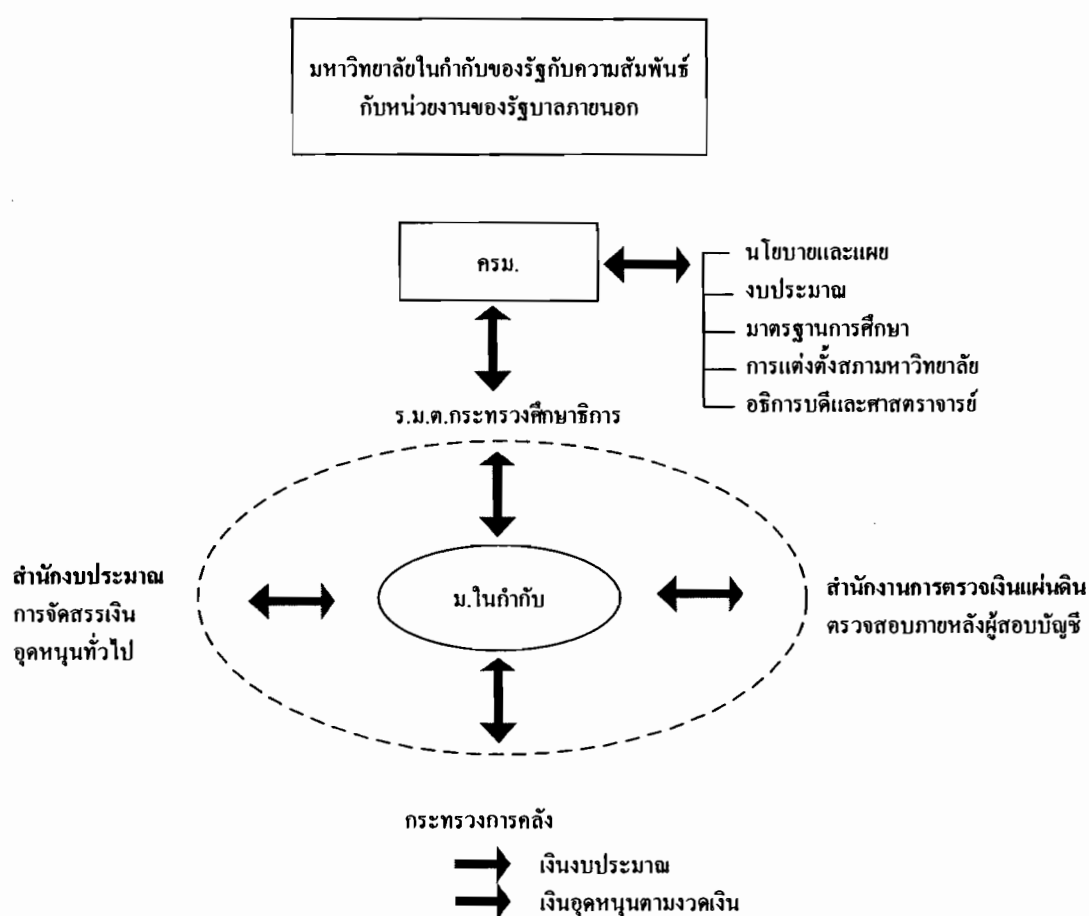 มหาวิทยาลัยในกำกับของรัฐกับความสัมพันธ์
กับหน่วยงานของรัฐบาลภายนอก
ครม.
นโยบายและแผย
งบประมาณ
มาตรฐานการศึกษา
การแต่งตั้งสภามหาวิทยาลัย
อธิการบดีและศาสตราจารย์
ร.ม.ต.กระทรวงศึกษาธิการ
สำนักงบประมาณ
การจัดสรรเงิน
อุดหนุนทั่วไป
ม.ในกำกับ
สำนักงานการตรวจเงินแผ่นดิน
ตรวจสอบภายหลังผู้สอบบัญชี
กระทรวงการคลัง
เงินงบประมาณ
เงินอุดหนุนตามงวดเงิน